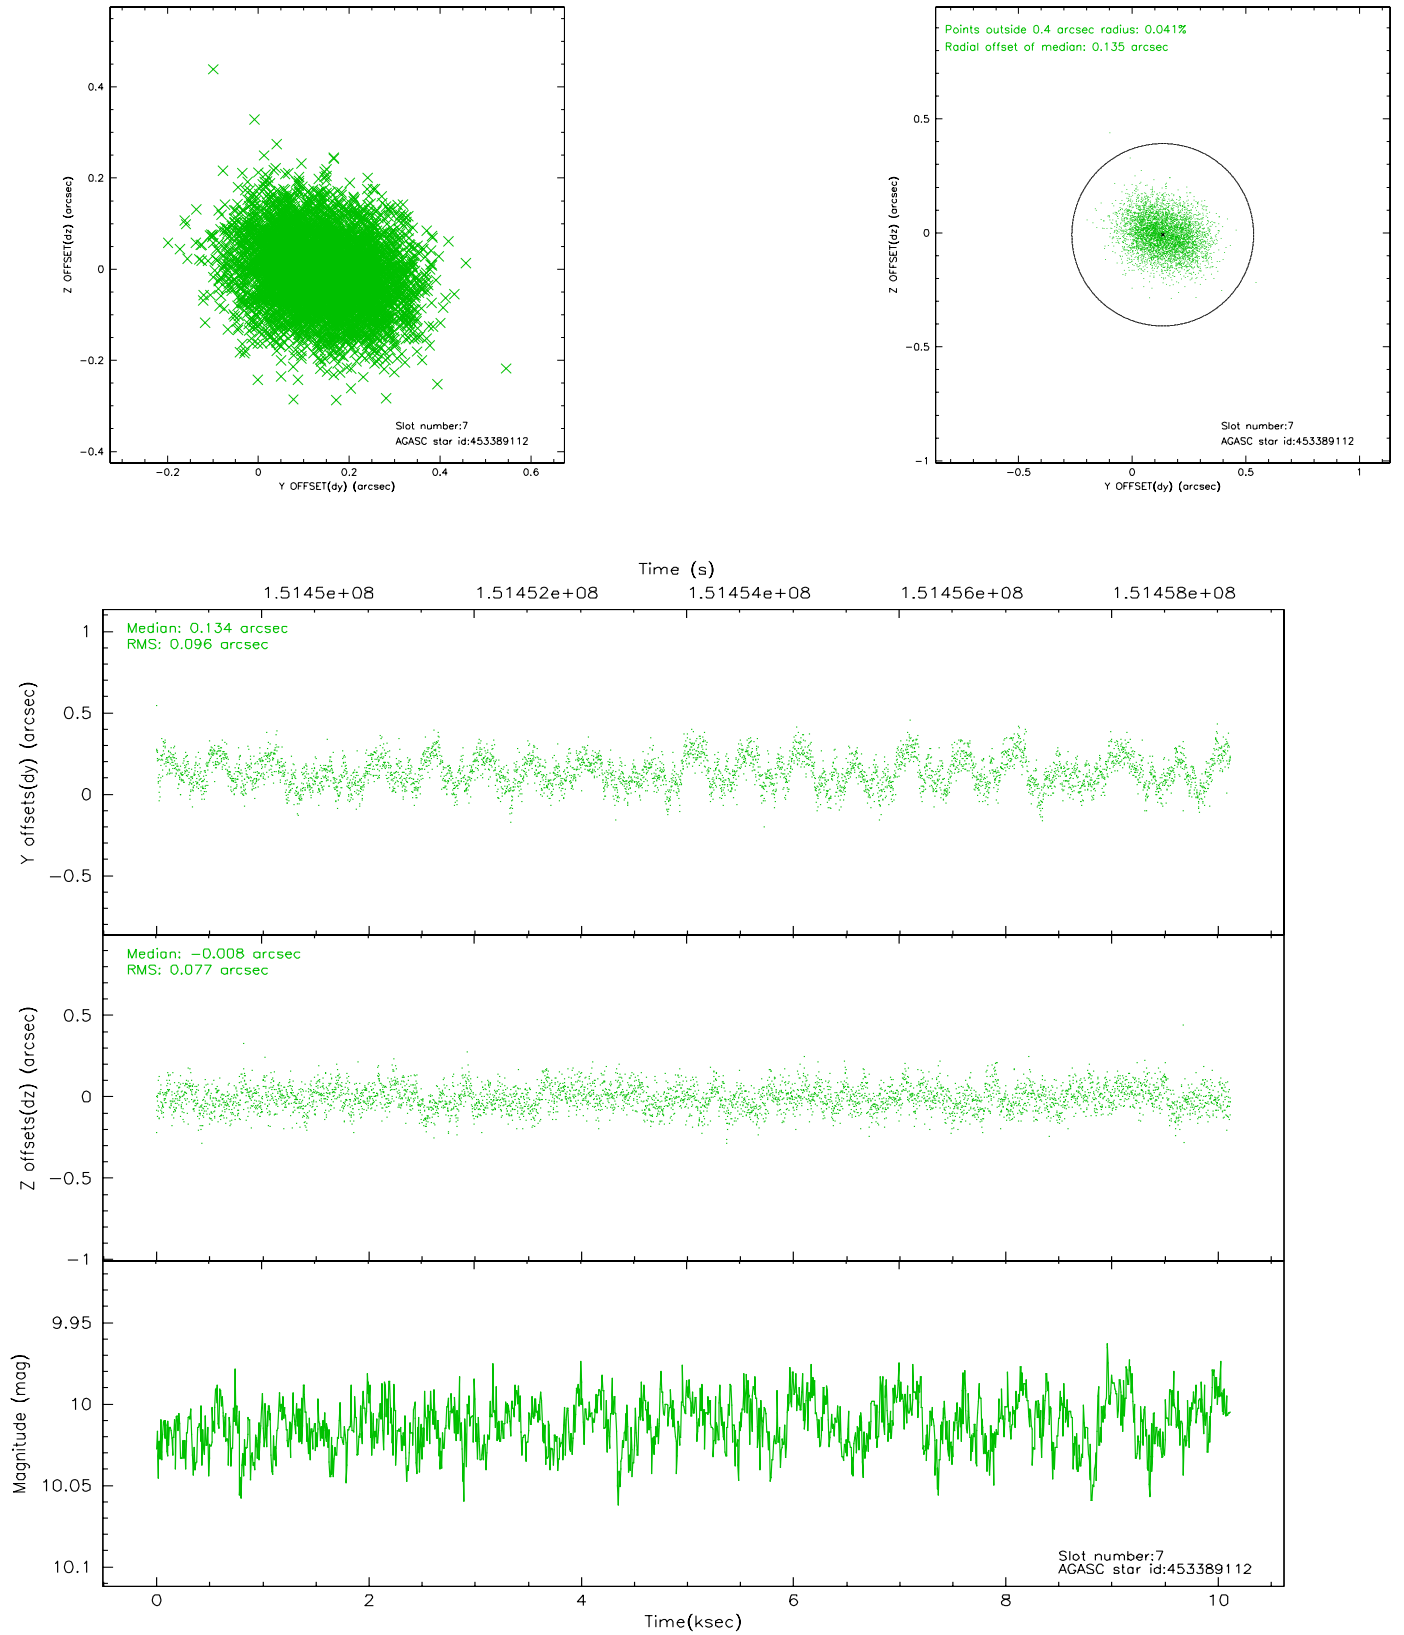 0.4
0.2
0
−0.2
−0.4
Z OFFSET(dz) (arcsec)
Slot number:7
AGASC star id:453389112
−0.2 0 0.2 0.4 0.6
Y OFFSET(dy) (arcsec)
Points outside 0.4 arcsec radius: 0.041%
Radial offset of median: 0.135 arcsec
0.5
0
−0.5
−1
Z OFFSET(dz) (arcsec)
Slot number:7
AGASC star id:453389112
−0.5 0 0.5 1
Y OFFSET(dy) (arcsec)
Time (s)
1.5145e+08 1.51452e+08 1.51454e+08 1.51456e+08 1.51458e+08
Median: 0.134 arcsec
RMS: 0.096 arcsec
1
0.5
0
−0.5
Y offsets(dy) (arcsec)
Median: −0.008 arcsec
RMS: 0.077 arcsec
0.5
0
−0.5
−1
Z offsets(dz) (arcsec)
9.95
10
10.05
10.1
Magnitude (mag)
Slot number:7
AGASC star id:453389112
0 2 4 6 8 10
Time(ksec)